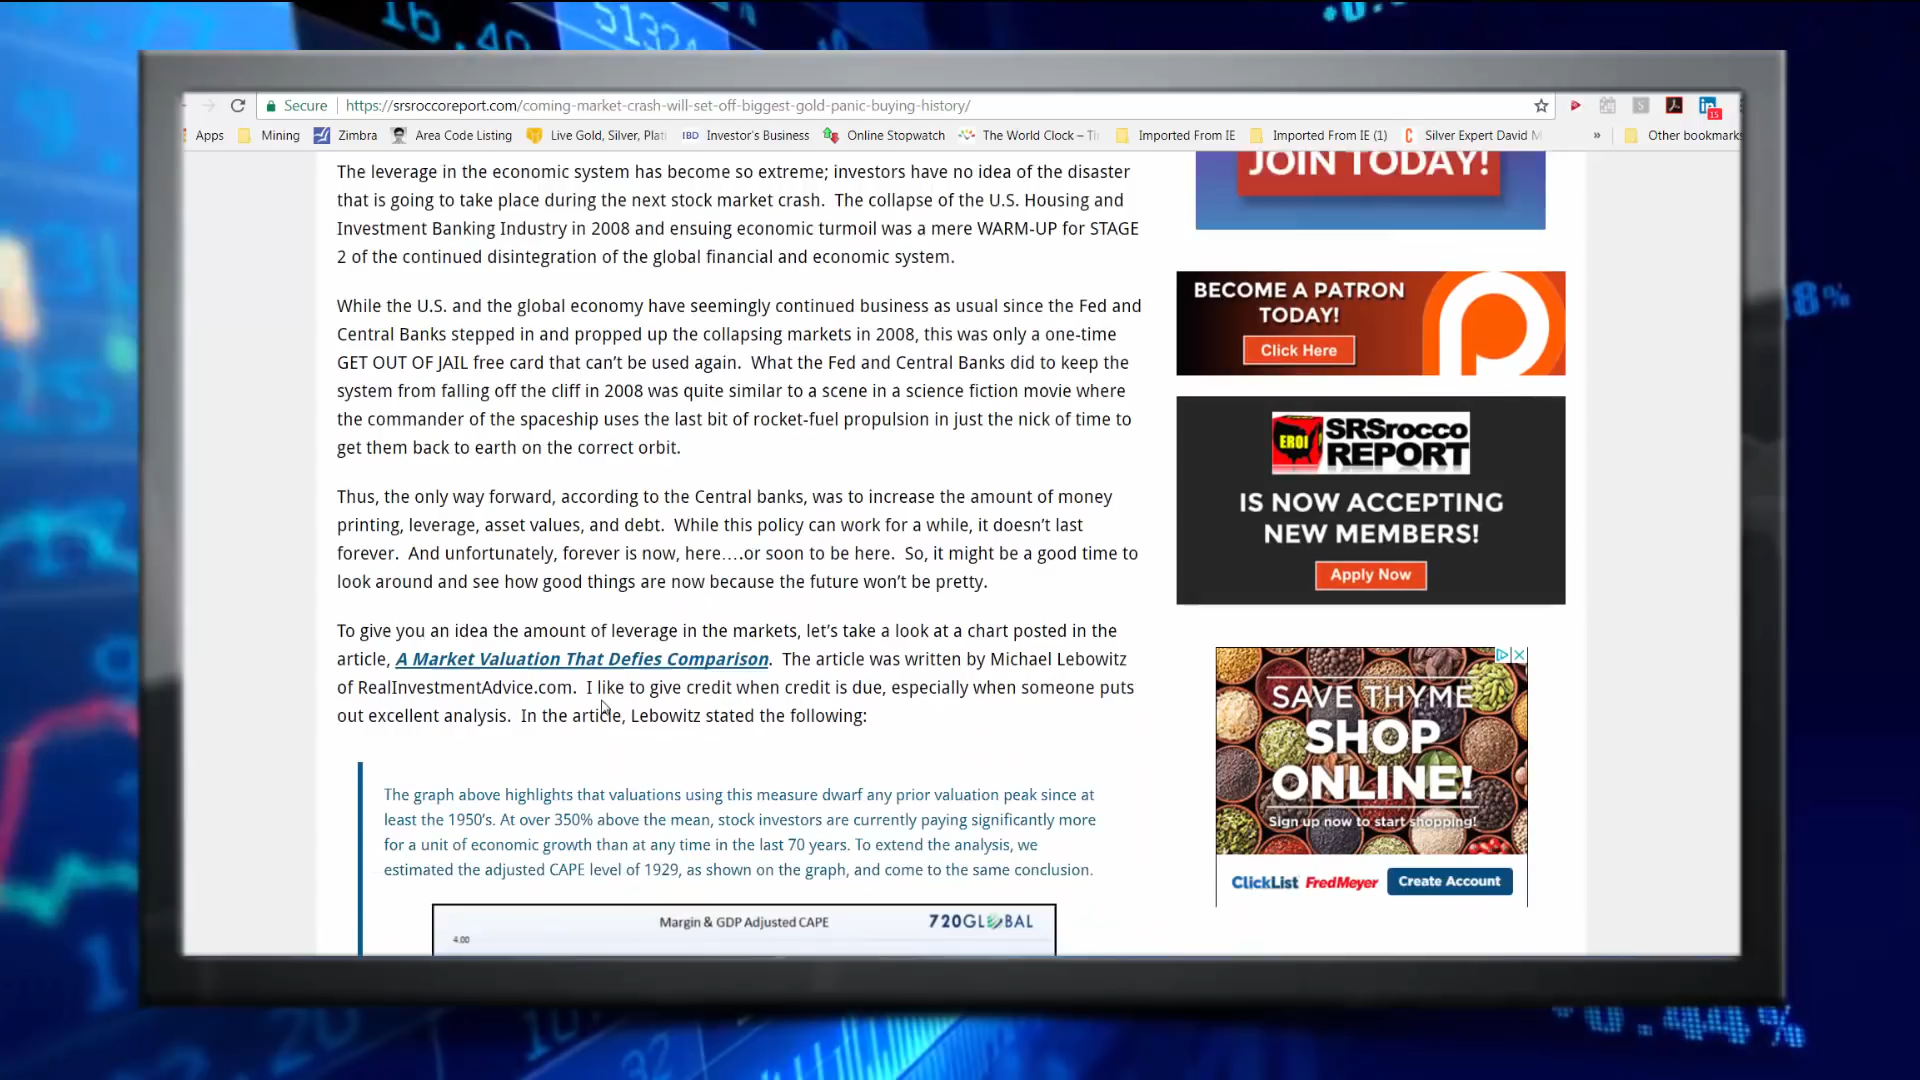 16.40
5132
Secure
https://srsroccoreport.com/coming-market-crash-will-set-off-biggest-gold-panic-buying-history/
15
Apps
Mining
Zimbra
Area Code Listing
Live Gold, Silver, Plati
IBD Investor's Business
Online Stopwatch
The World Clock – Ti
Imported From IE
Imported From IE (1)
Silver Expert David M
»
Other bookmarks
The leverage in the economic system has become so extreme; investors have no idea of the disaster
that is going to take place during the next stock market crash. The collapse of the U.S. Housing and
Investment Banking Industry in 2008 and ensuing economic turmoil was a mere WARM-UP for STAGE
2 of the continued disintegration of the global financial and economic system.
While the U.S. and the global economy have seemingly continued business as usual since the Fed and
Central Banks stepped in and propped up the collapsing markets in 2008, this was only a one-time
GET OUT OF JAIL free card that can't be used again. What the Fed and Central Banks did to keep the
system from falling off the cliff in 2008 was quite similar to a scene in a science fiction movie where
the commander of the spaceship uses the last bit of rocket-fuel propulsion in just the nick of time to
get them back to earth on the correct orbit.
Thus, the only way forward, according to the Central banks, was to increase the amount of money
printing, leverage, asset values, and debt. While this policy can work for a while, it doesn't last
forever. And unfortunately, forever is now, here….or soon to be here. So, it might be a good time to
look around and see how good things are now because the future won't be pretty.
To give you an idea the amount of leverage in the markets, let's take a look at a chart posted in the
article, A Market Valuation That Defies Comparison. The article was written by Michael Lebowitz
of RealInvestmentAdvice.com. I like to give credit when credit is due, especially when someone puts
out excellent analysis. In the article, Lebowitz stated the following:
The graph above highlights that valuations using this measure dwarf any prior valuation peak since at
least the 1950's. At over 350% above the mean, stock investors are currently paying significantly more
for a unit of economic growth than at any time in the last 70 years. To extend the analysis, we
estimated the adjusted CAPE level of 1929, as shown on the graph, and come to the same conclusion.
Margin & GDP Adjusted CAPE
720GLOBAL
4.00
JOIN TODAY!
BECOME A PATRON
TODAY!
Click Here
EROI
SRSrocco
REPORT
IS NOW ACCEPTING
NEW MEMBERS!
Apply Now
SAVE THYME
SHOP
ONLINE!
Sign up now to start shopping!
ClickList FredMeyer Create Account
8%
+0.44%